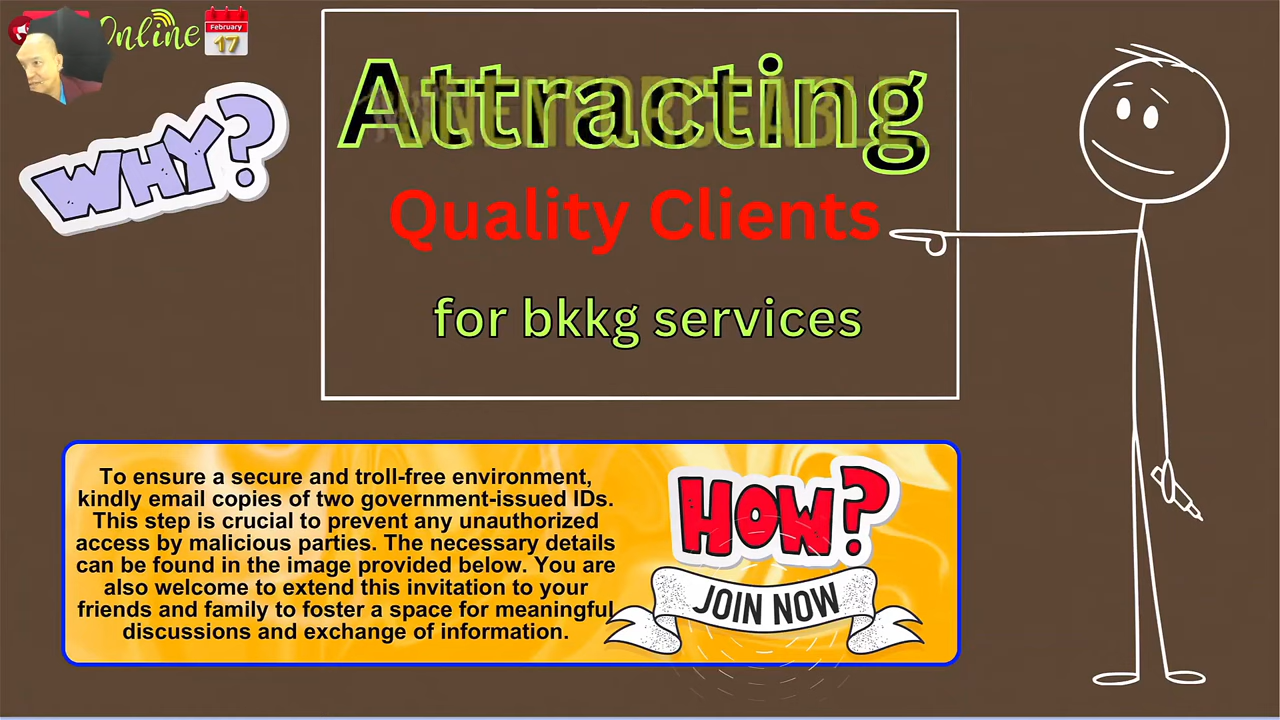 Online
February
17
WHY?
Attracting
Quality Clients
for bkkg services
To ensure a secure and troll-free environment,
kindly email copies of two government-issued IDs.
This step is crucial to prevent any unauthorized
access by malicious parties. The necessary details
can be found in the image provided below. You are
also welcome to extend this invitation to your
friends and family to foster a space for meaningful
discussions and exchange of information.
HOW?
JOIN NOW